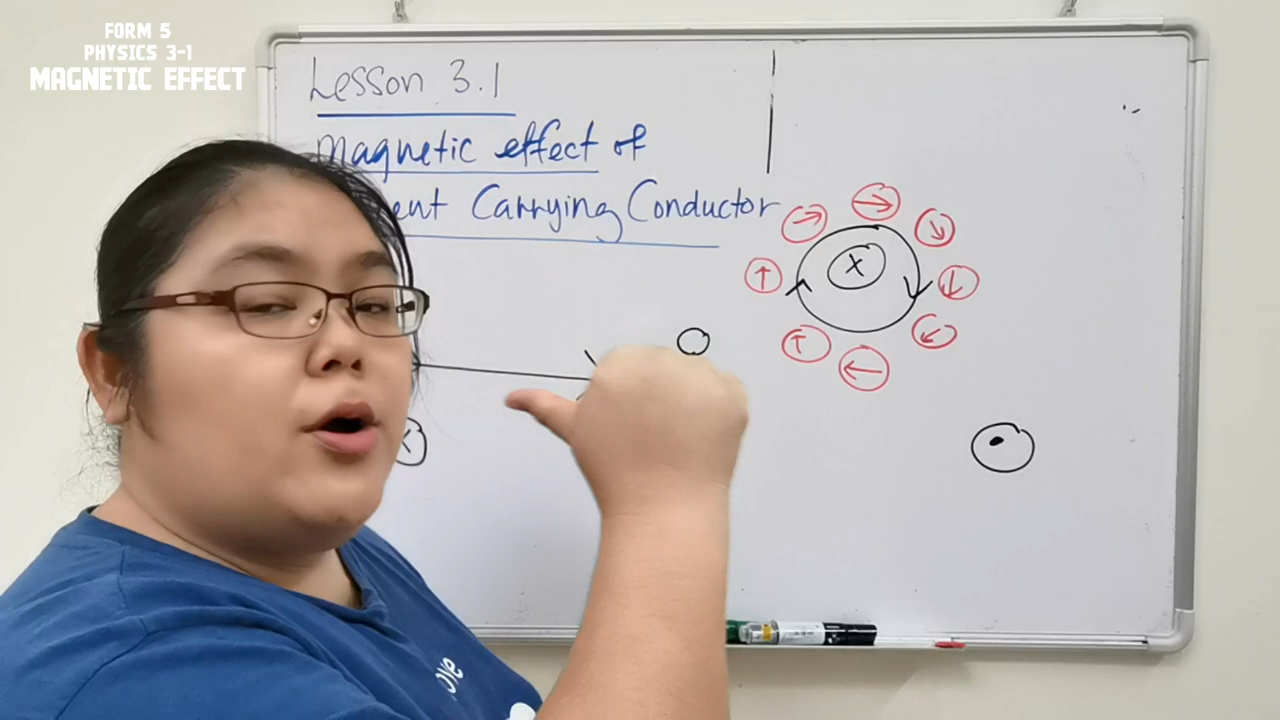 FORM 5
PHYSICS 3-1
MAGNETIC EFFECT
Lesson 3.1
Magnetic effect of
ent Carrying Conductor
X
X